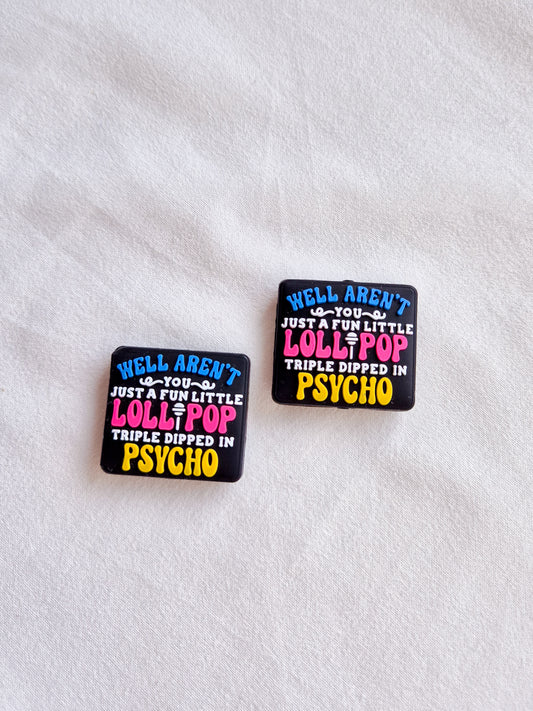 WELL AREN'T
YOU
JUST A FUN LITTLE
LOLLIPOP
TRIPLE DIPPED IN
PSYCHO
WELL AREN'T
YOU
JUST A FUN LITTLE
LOLLIPOP
TRIPLE DIPPED IN
PSYCHO